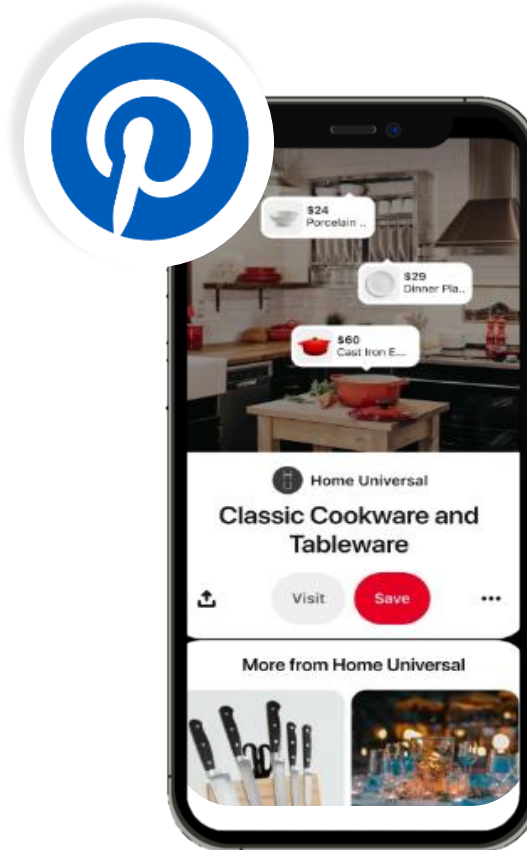 $24
Porcelain ..
$29
Dinner Pla..
$60
Cast Iron E...
Home Universal
Classic Cookware and
Tableware
Visit
Save
More from Home Universal